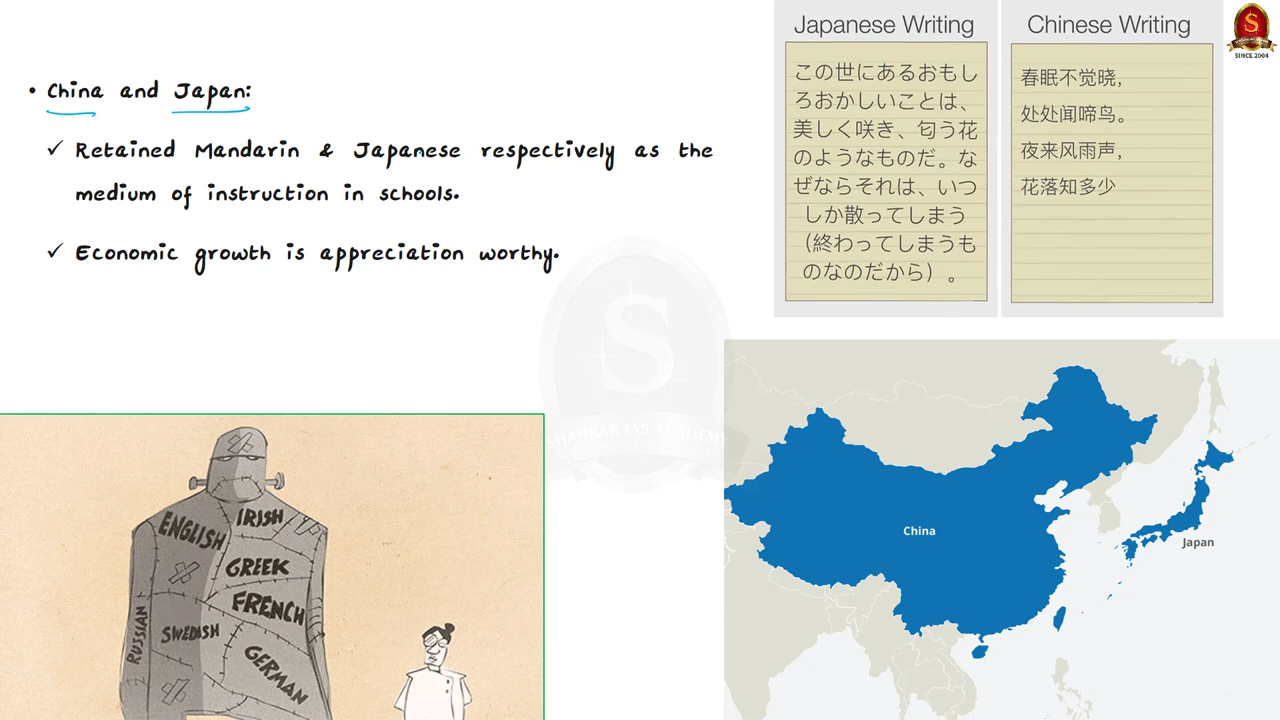 • China and Japan:
✓ Retained Mandarin & Japanese respectively as the
medium of instruction in schools.
✓ Economic growth is appreciation worthy.
Japanese Writing
この世にあるおもし
ろおかしいことは、
美しく咲き、匂う花
のようなものだ。な
ぜならそれは、いつ
しか散ってしまう
（終わってしまうも
のなのだから）。
Chinese Writing
春眠不觉晓,
处处闻啼鸟。
夜来风雨声,
花落知多少
S
SINCE 2004
S
SHANKAR IAS ACADEMY
ENGLISH
IRISH
GREEK
FRENCH
RUSSIAN
SWEDISH
GERMAN
China
Japan